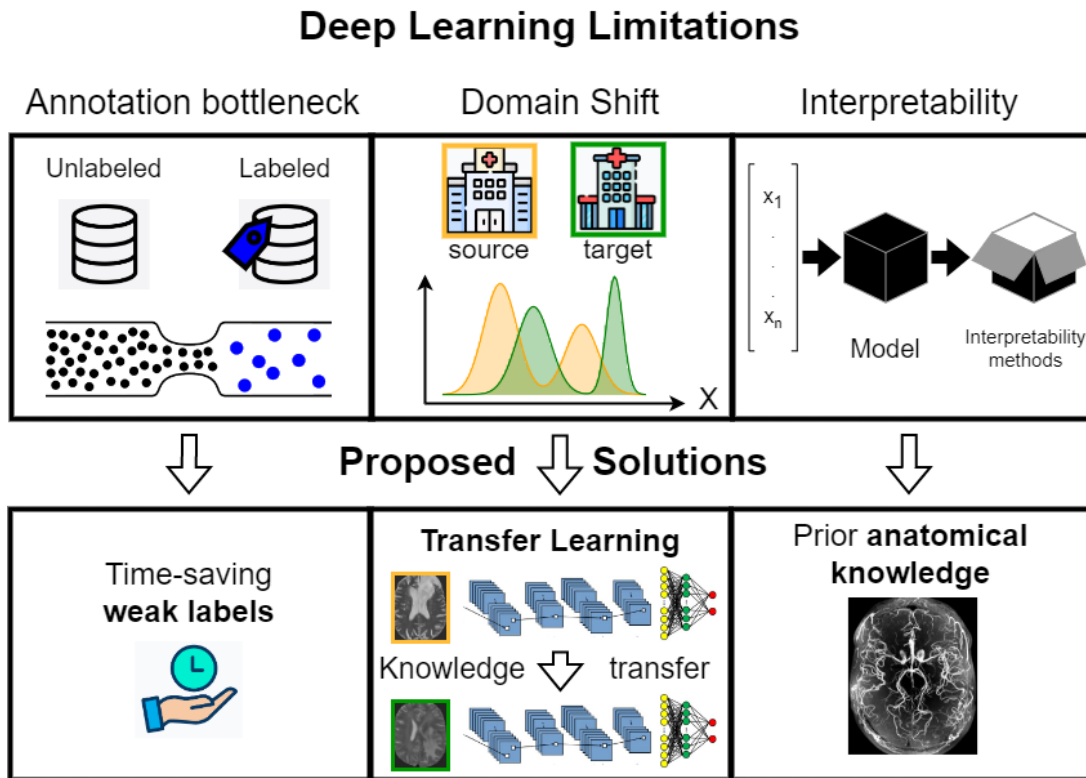 Deep Learning Limitations
Annotation bottleneck
Domain Shift
Interpretability
Unlabeled
Labeled
source
target
X
x1
.
.
.
xn
Model
Interpretability
methods
Proposed Solutions
Time-saving
weak labels
Transfer Learning
Knowledge transfer
Prior anatomical
knowledge